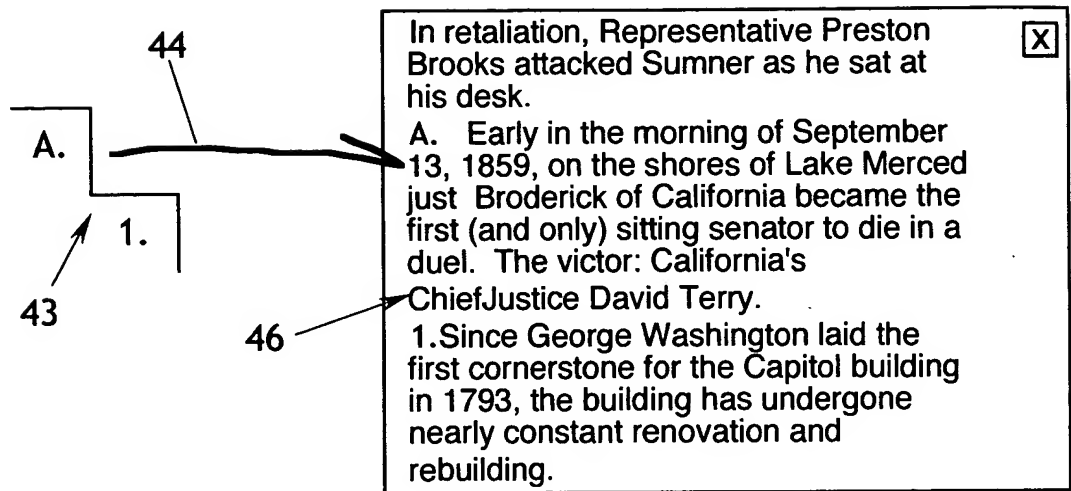 44
A.
1.
43
46
In retaliation, Representative Preston
Brooks attacked Sumner as he sat at
his desk.
X
A. Early in the morning of September
13, 1859, on the shores of Lake Merced
just Broderick of California became the
first (and only) sitting senator to die in a
duel. The victor: California's
ChiefJustice David Terry.
1.Since George Washington laid the
first cornerstone for the Capitol building
in 1793, the building has undergone
nearly constant renovation and
rebuilding.